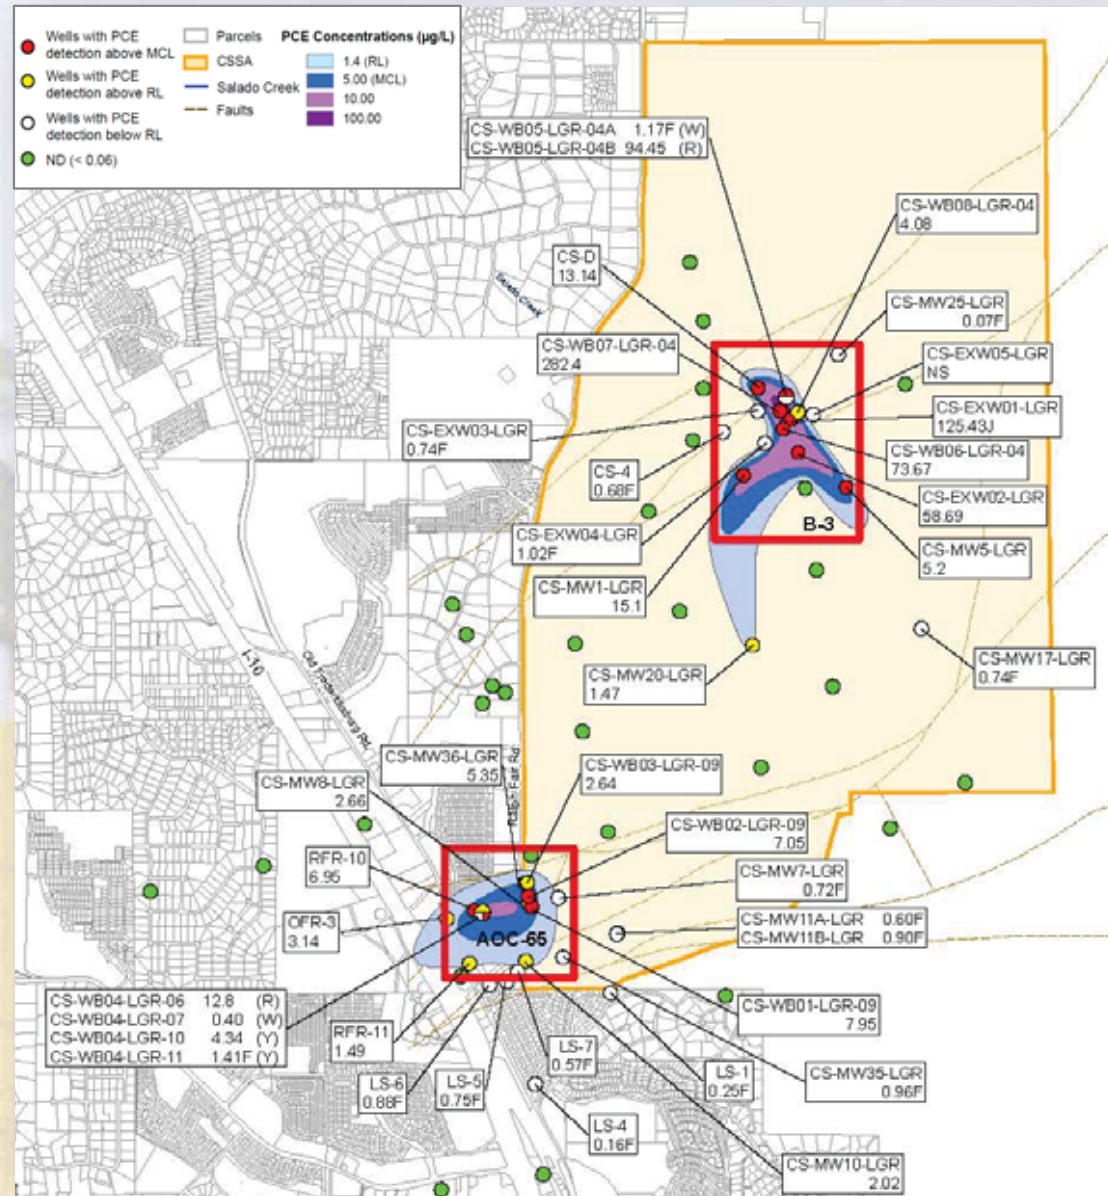 Wells with PCE
detection above MCL
Wells with PCE
detection above RL
Wells with PCE
detection below RL
ND (< 0.06)
Parcels
CSSA
Salado Creek
Faults
PCE Concentrations (µg/L)
1.4 (RL)
5.00 (MCL)
10.00
100.00
CS-WB05-LGR-04A 1.17F (W)
CS-WB05-LGR-04B 94.45 (R)
CS-WB08-LGR-04
4.08
CS-D
13.14
Salado Creek
CS-MW25-LGR
0.07F
CS-WB07-LGR-04
282.4
CS-EXW05-LGR
NS
CS-EXW01-LGR
125.43J
CS-EXW03-LGR
0.74F
CS-WB06-LGR-04
73.67
CS-4
0.68F
CS-EXW02-LGR
58.69
B-3
CS-EXW04-LGR
1.02F
CS-MW5-LGR
5.2
CS-MW1-LGR
15.1
CS-MW20-LGR
1.47
CS-MW17-LGR
0.74F
I-10
Old Fredericksburg Rd
Ralph Fair Rd
CS-MW36-LGR
5.35
CS-WB03-LGR-09
2.64
CS-MW8-LGR
2.66
CS-WB02-LGR-09
7.05
RFR-10
6.95
CS-MW7-LGR
0.72F
OFR-3
3.14
AOC-65
CS-MW11A-LGR 0.60F
CS-MW11B-LGR 0.90F
CS-WB04-LGR-06 12.8 (R)
CS-WB04-LGR-07 0.40 (W)
CS-WB04-LGR-10 4.34 (Y)
CS-WB04-LGR-11 1.41F (Y)
CS-WB01-LGR-09
7.95
RFR-11
1.49
LS-7
0.57F
LS-6
0.88F
LS-5
0.75F
LS-1
0.25F
CS-MW35-LGR
0.96F
LS-4
0.16F
CS-MW10-LGR
2.02